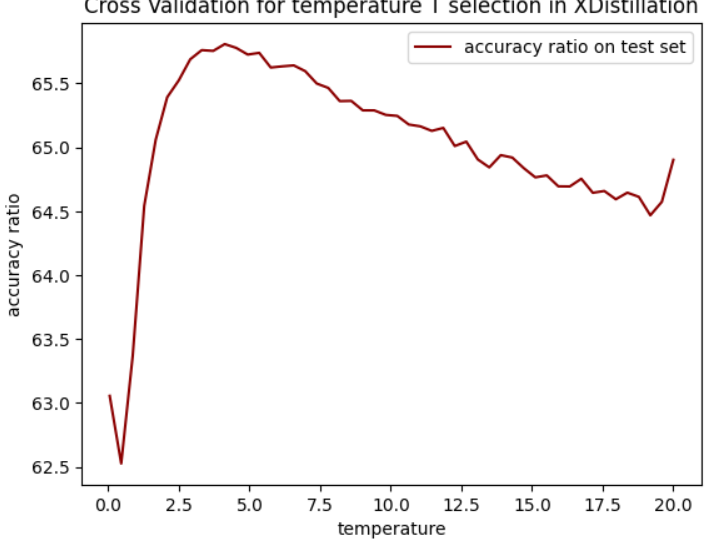 Cross Validation for temperature T selection in XDistillation
accuracy ratio on test set
accuracy ratio
65.5
65.0
64.5
64.0
63.5
63.0
62.5
0.0 2.5 5.0 7.5 10.0 12.5 15.0 17.5 20.0
temperature